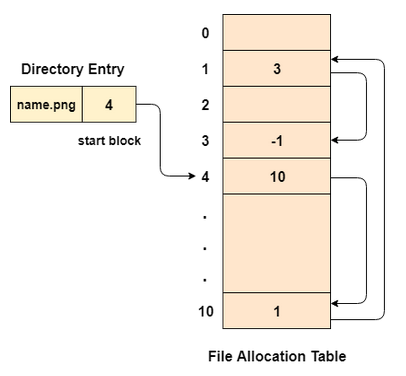 Directory Entry
name.png 4
start block
0
1 3
2
3 -1
4 10
.
.
.
10 1
File Allocation Table